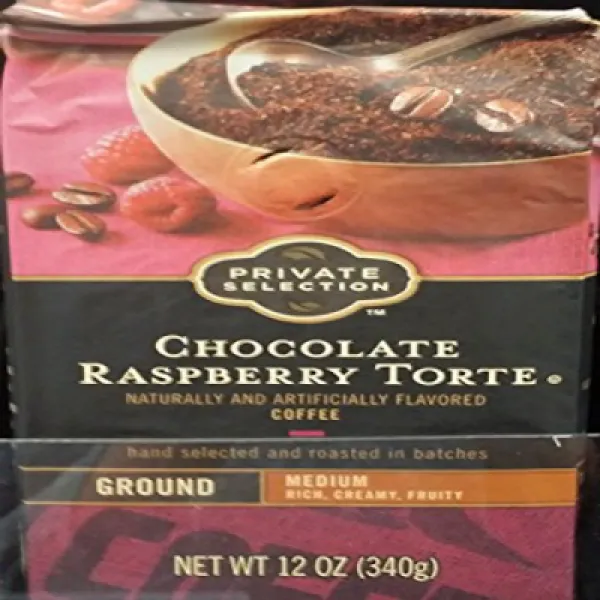 PRIVATE
SELECTION
TM
CHOCOLATE
RASPBERRY TORTE
NATURALLY AND ARTIFICIALLY FLAVORED
COFFEE
hand selected and roasted in batches
GROUND
MEDIUM
RICH, CREAMY, FRUITY
COFFEE
NET WT 12 OZ (340g)